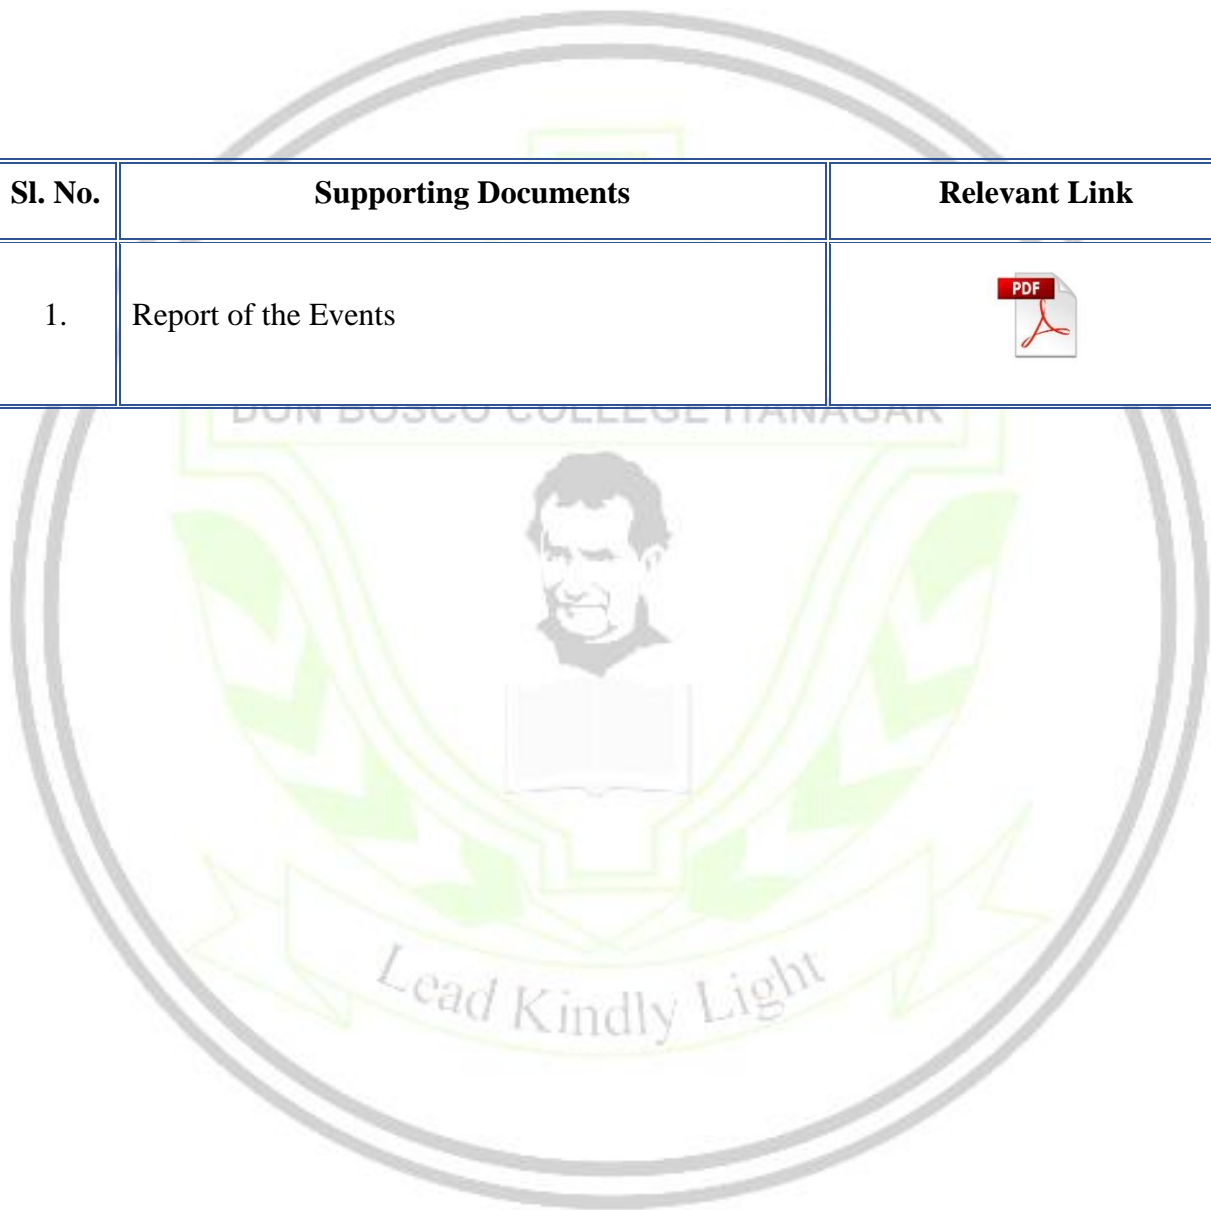 Sl. No. Supporting Documents Relevant Link
1. Report of the Events PDF
DON BOSCO COLLEGE ITANAGAR
Lead Kindly Light